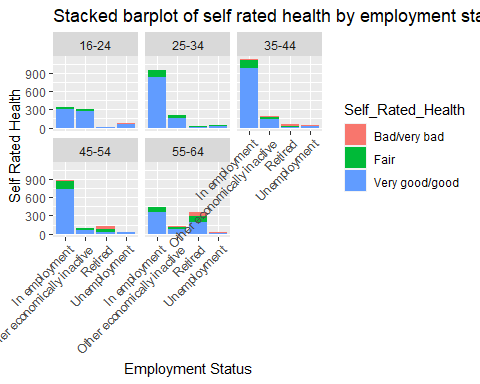 Stacked barplot of self rated health by employment sta
16-24
25-34
35-44
900
600
300
0
45-54
55-64
900
600
300
0
Self Rated Health
In employment
Other economically inactive
Retired
Unemployment
In employment
er economically inactive
Retired
Unemployment
In employment
Other economically inactive
Retired
Unemployment
Employment Status
Self_Rated_Health
Bad/very bad
Fair
Very good/good